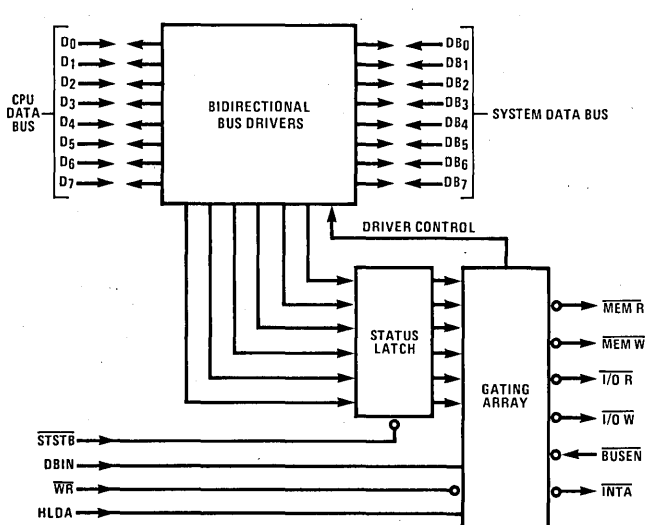 D0
D1
D2
D3
D4
D5
D6
D7
CPU
DATA
BUS
BIDIRECTIONAL
BUS DRIVERS
DB0
DB1
DB2
DB3
DB4
DB5
DB6
DB7
SYSTEM DATA BUS
DRIVER CONTROL
STATUS
LATCH
GATING
ARRAY
MEM R
MEM W
I/O R
I/O W
BUSEN
INTA
STSTB
DBIN
WR
HLDA